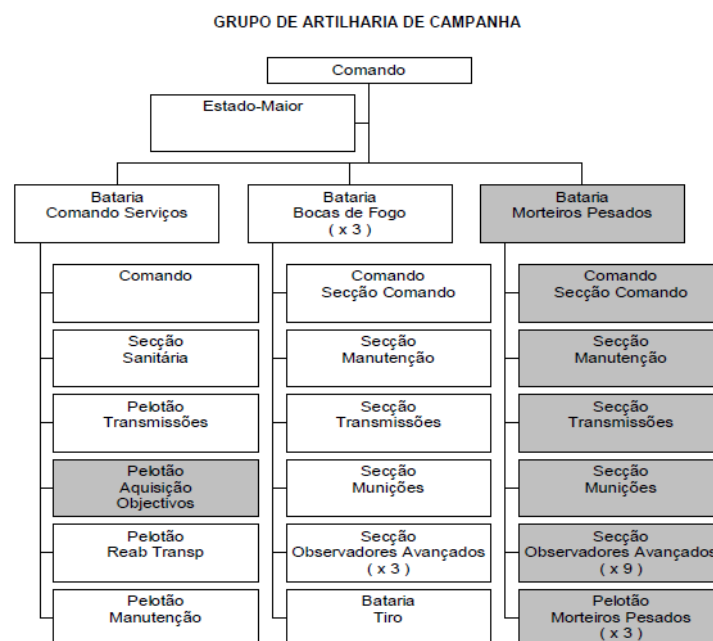 GRUPO DE ARTILHARIA DE CAMPANHA
Comando
Estado-Maior
Bataria
Comando Serviços
Bataria
Bocas de Fogo
( x 3 )
Bataria
Morteiros Pesados
Comando
Secção
Sanitária
Pelotão
Transmissões
Pelotão
Aquisição
Objectivos
Pelotão
Reab Transp
Pelotão
Manutenção
Comando
Secção Comando
Secção
Manutenção
Secção
Transmissões
Secção
Munições
Secção
Observadores Avançados
( x 3 )
Bataria
Tiro
Comando
Secção Comando
Secção
Manutenção
Secção
Transmissões
Secção
Munições
Secção
Observadores Avançados
( x 9 )
Pelotão
Morteiros Pesados
( x 3 )